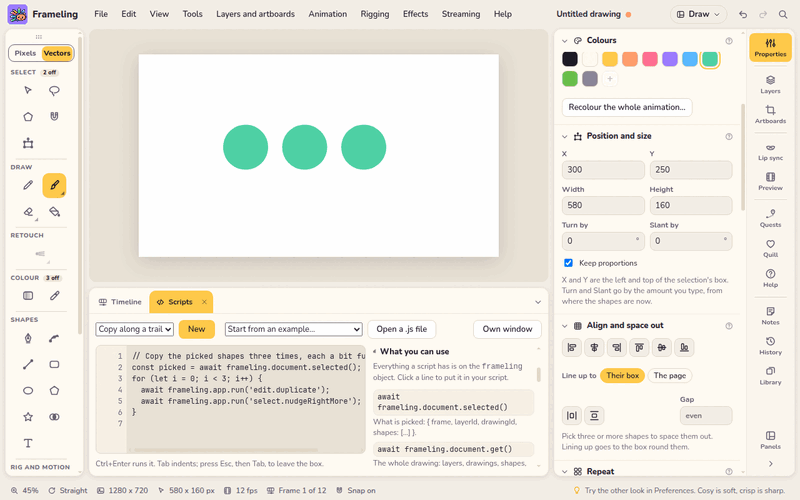 Frameling
File Edit View Tools Layers and artboards Animation Rigging Effects Streaming Help
Untitled drawing
Draw
Pixels Vectors
SELECT 2 off
DRAW
RETOUCH
COLOUR 3 off
SHAPES
RIG AND MOTION
Timeline
Scripts
Copy along a trail
New
Start from an example...
Open a .js file
Own window
1 // Copy the picked shapes three times, each a bit fu
2 const picked = await frameling.document.selected();
3 for (let i = 0; i < 3; i++) {
4 await frameling.app.run('edit.duplicate');
5 await frameling.app.run('select.nudgeRightMore');
6 }
7
Ctrl+Enter runs it. Tab indents; press Esc, then Tab, to leave the box.
What you can use
Everything a script has is on the frameling
object. Click a line to put it in your script.
await
frameling.document.selected()
What is picked: { frame, layerId, drawingId,
shapes: [...] }.
await frameling.document.get()
The whole drawing: layers, drawings, shapes,
Colours
Recolour the whole animation...
Position and size
X Y
300 250
Width Height
580 160
Turn by Slant by
0 ° 0 °
Keep proportions
X and Y are the left and top of the selection's box.
Turn and Slant go by the amount you type, from
where the shapes are now.
Align and space out
Line up to Their box The page
Gap
even
Pick three or more shapes to space them out.
Lining up goes to the box round them.
Repeat
Properties
Layers
Artboards
Lip sync
Preview
Quests
Quill
Help
Notes
History
Library
Panels
45% Straight 1280 x 720 580 x 160 px 12 fps Frame 1 of 12 Snap on
Try the other look in Preferences. Cosy is soft, crisp is sharp.